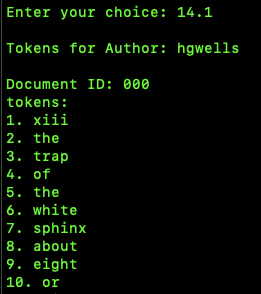 Enter your choice: 14.1
Tokens for Author: hgwells
Document ID: 000
tokens:
1. xiii
2. the
3. trap
4. of
5. the
6. white
7. sphinx
8. about
9. eight
10. or